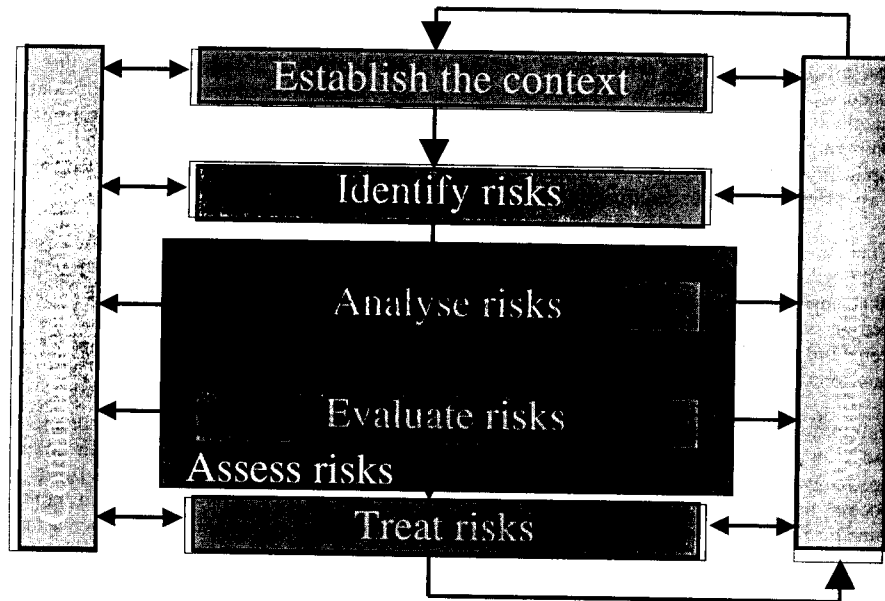 Establish the context
Identify risks
Analyse risks
Evaluate risks
Assess risks
Treat risks